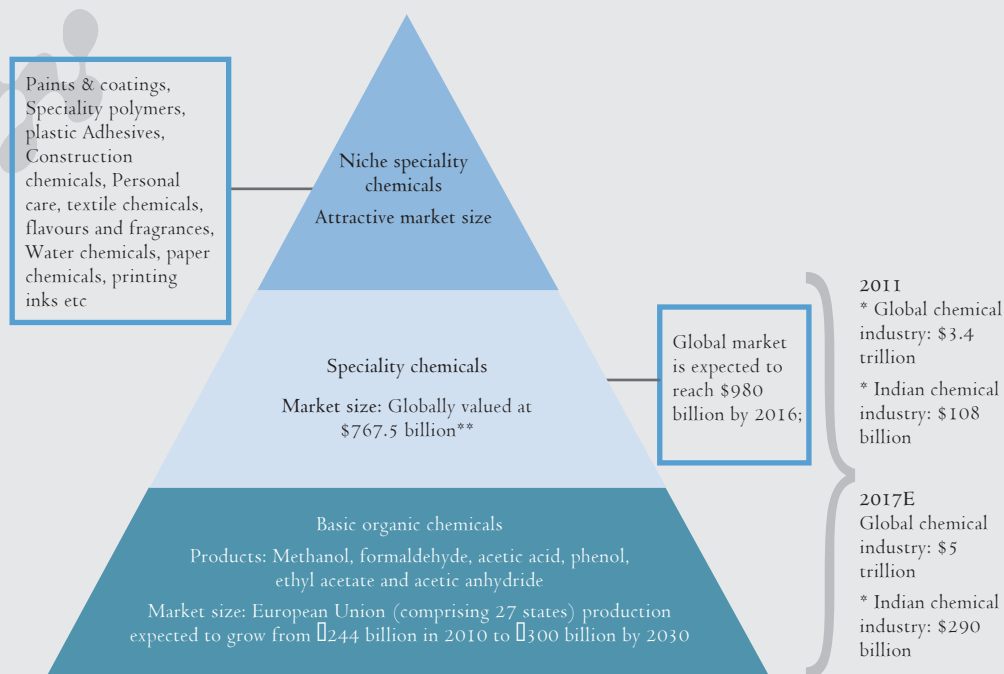 Paints & coatings,
Speciality polymers,
plastic Adhesives,
Construction
chemicals, Personal
care, textile chemicals,
flavours and fragrances,
Water chemicals, paper
chemicals, printing
inks etc
Niche speciality
chemicals
Attractive market size
Speciality chemicals
Market size: Globally valued at
$767.5 billion**
Global market
is expected to
reach $980
billion by 2016;
Basic organic chemicals
Products: Methanol, formaldehyde, acetic acid, phenol,
ethyl acetate and acetic anhydride
Market size: European Union (comprising 27 states) production
expected to grow from 244 billion in 2010 to 300 billion by 2030
2011
* Global chemical
industry: $3.4
trillion
* Indian chemical
industry: $108
billion
2017E
Global chemical
industry: $5
trillion
* Indian chemical
industry: $290
billion